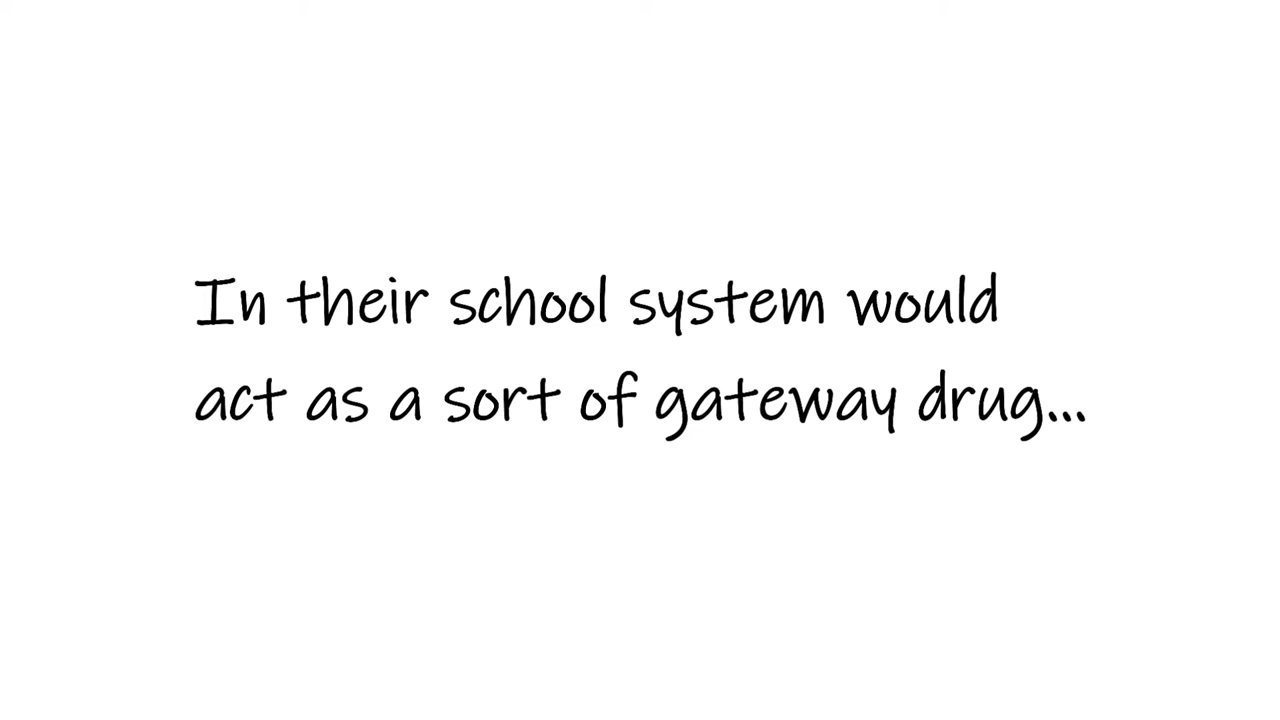 In their school system would
act as a sort of gateway drug...